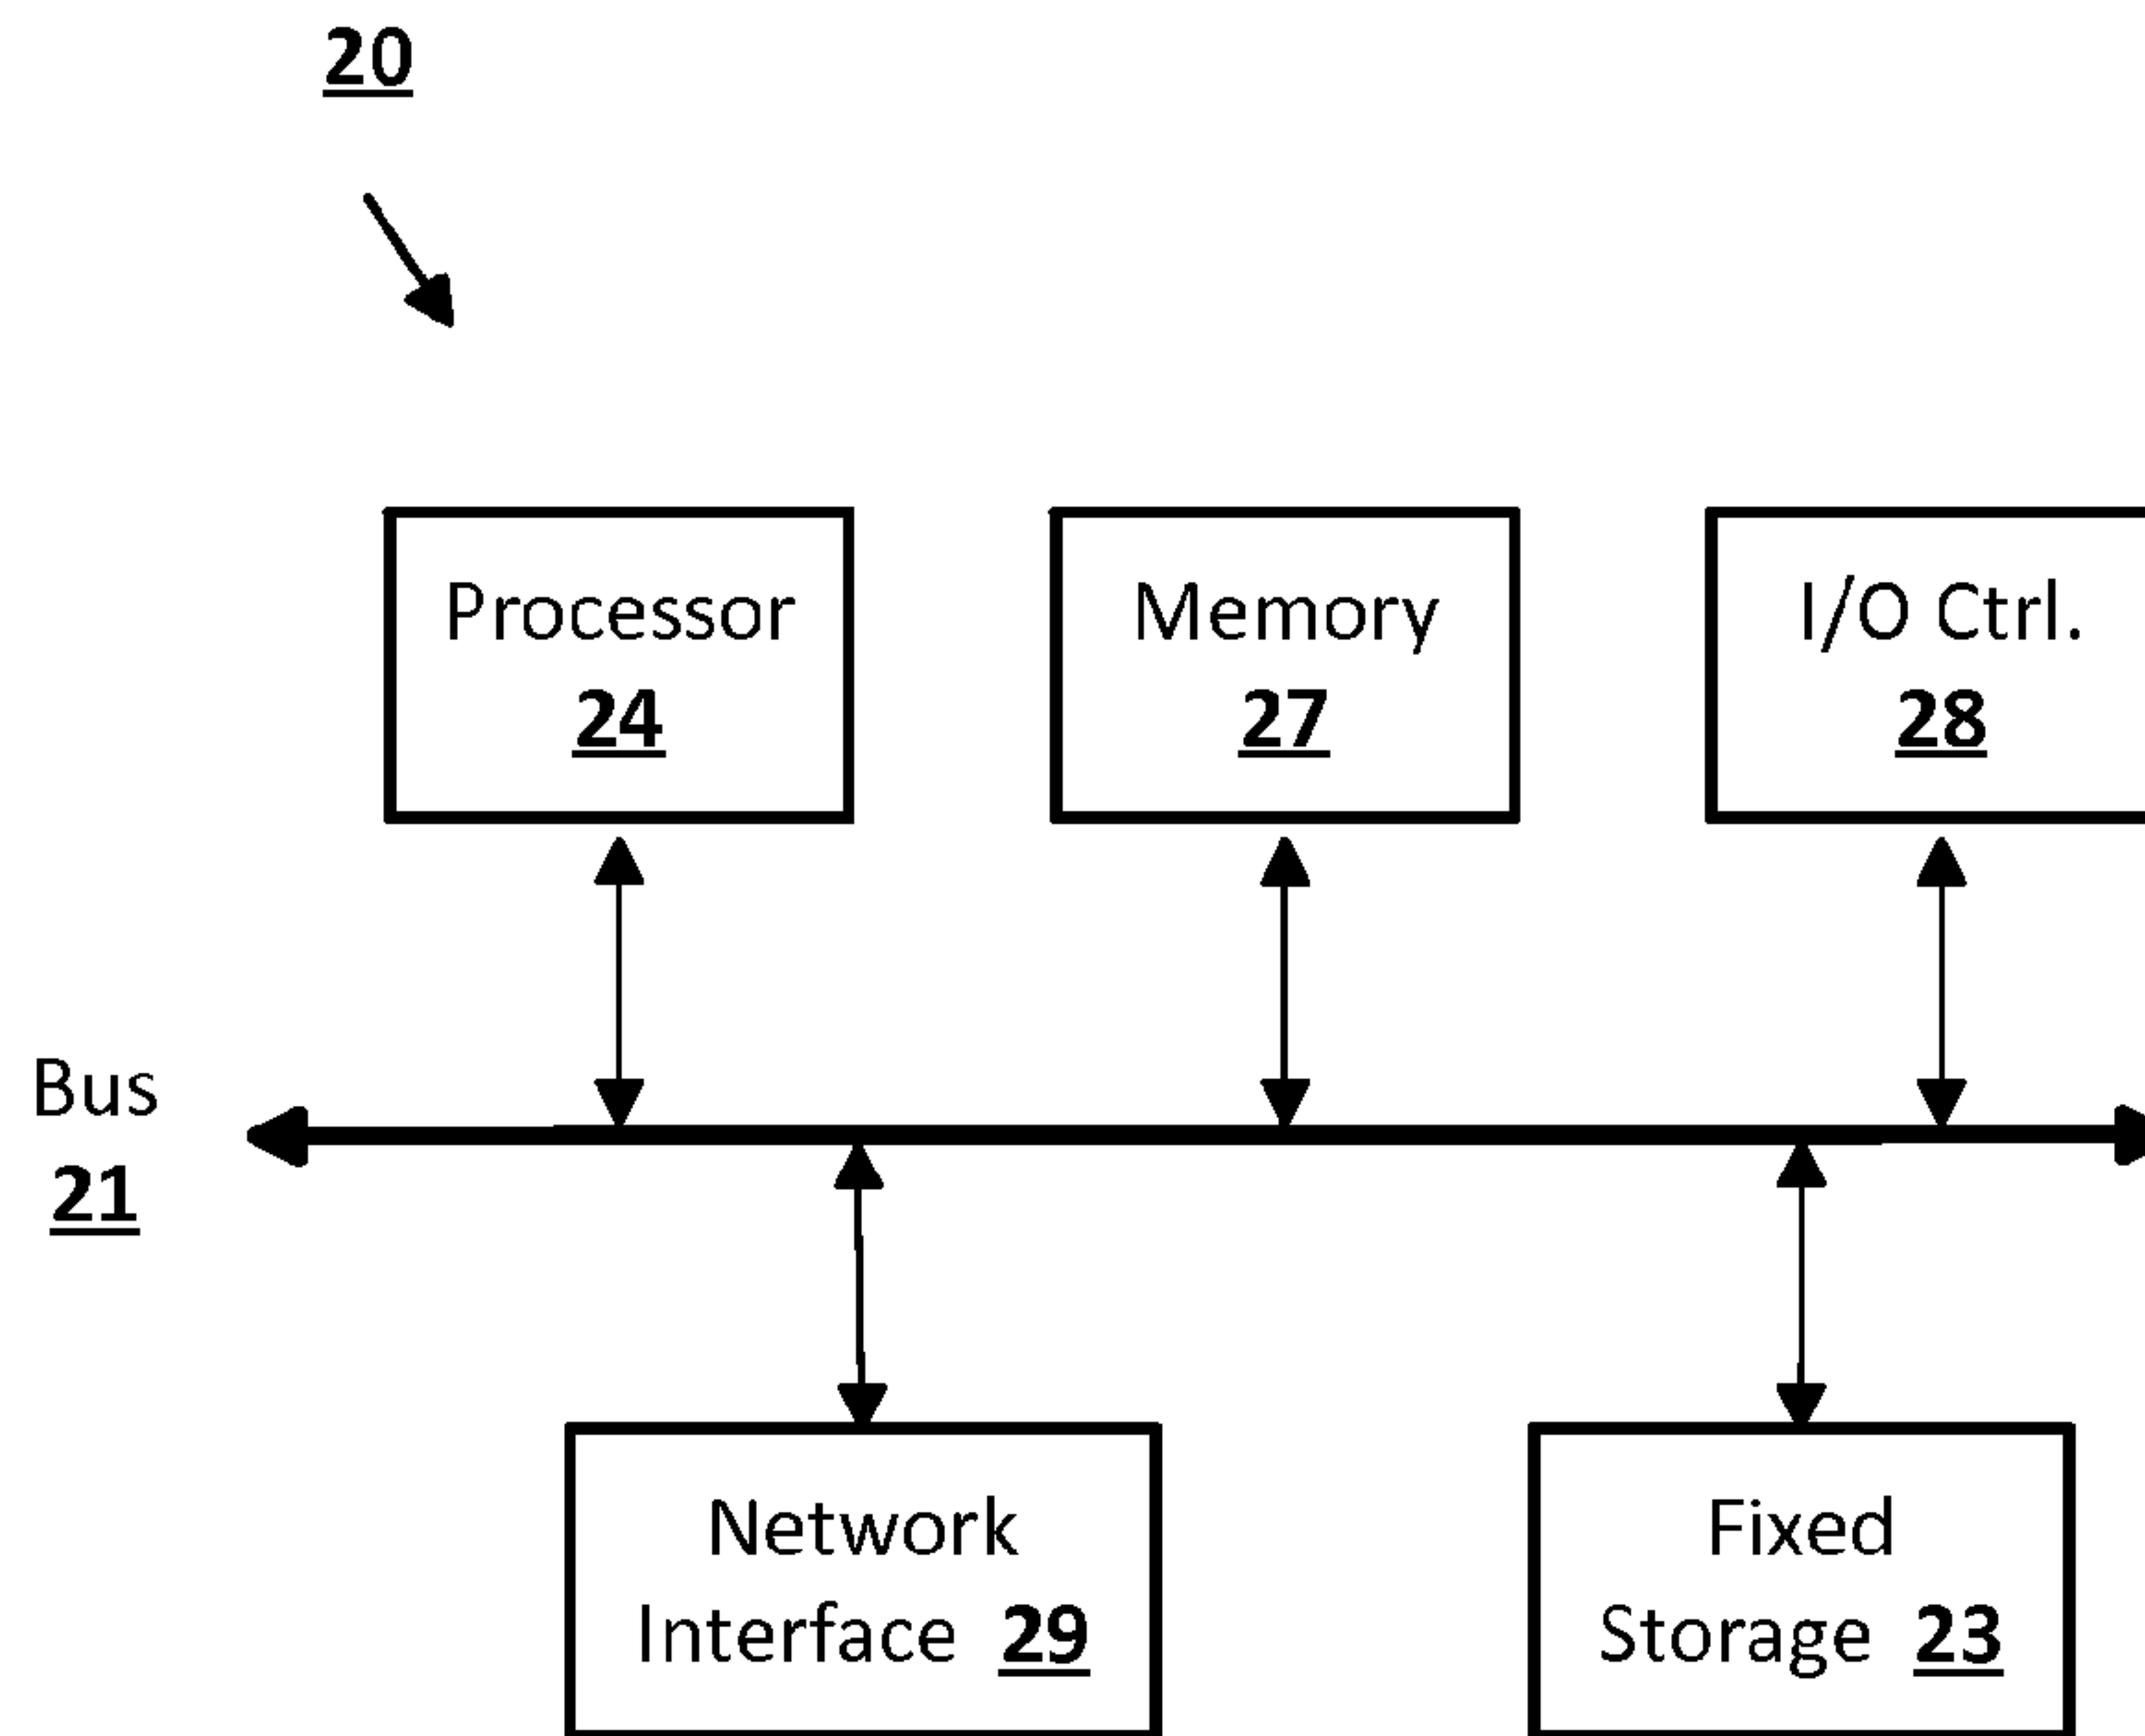 20
Processor
24
Memory
27
I/O Ctrl.
28
Bus
21
Network
Interface 29
Fixed
Storage 23